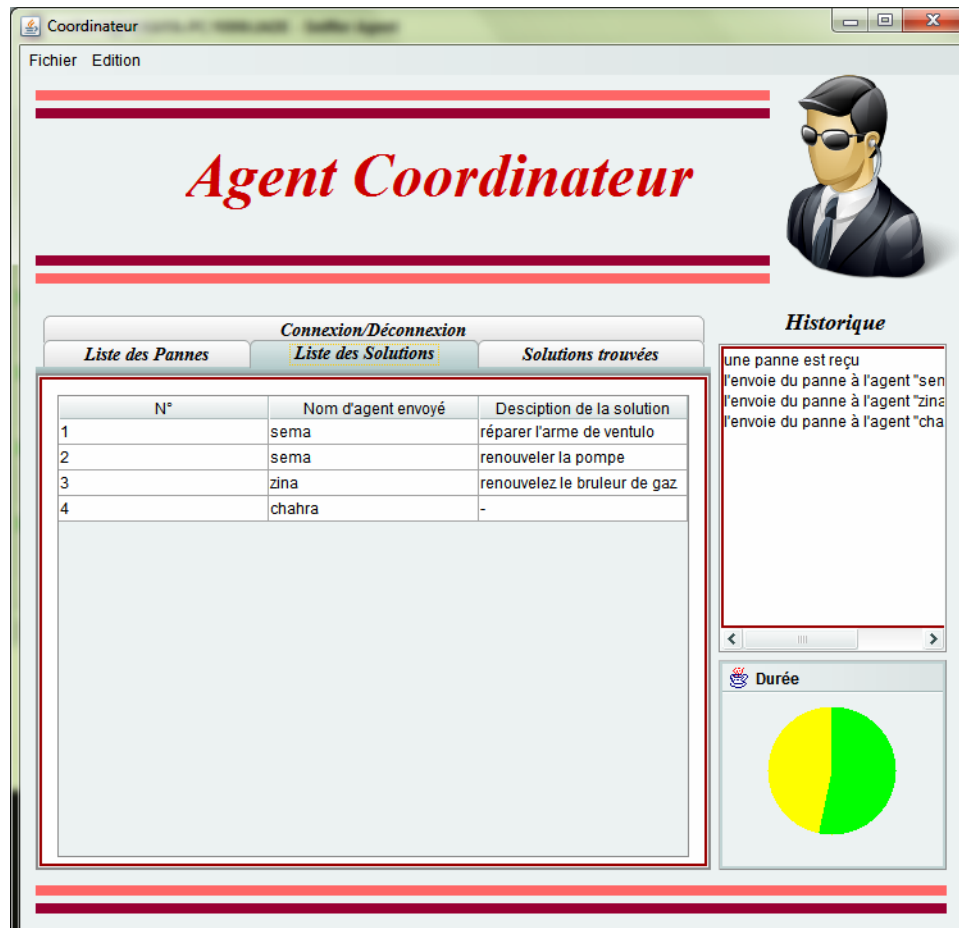 Coordinateur
Fichier Edition
Agent Coordinateur
Connexion/Déconnexion
Liste des Pannes Liste des Solutions Solutions trouvées
N° Nom d'agent envoyé Desciption de la solution
1 sema réparer l'arme de ventulo
2 sema renouveler la pompe
3 zina renouvelez le bruleur de gaz
4 chahra -
Historique
une panne est reçu
l'envoie du panne à l'agent "sem
l'envoie du panne à l'agent "zina
l'envoie du panne à l'agent "cha
Durée